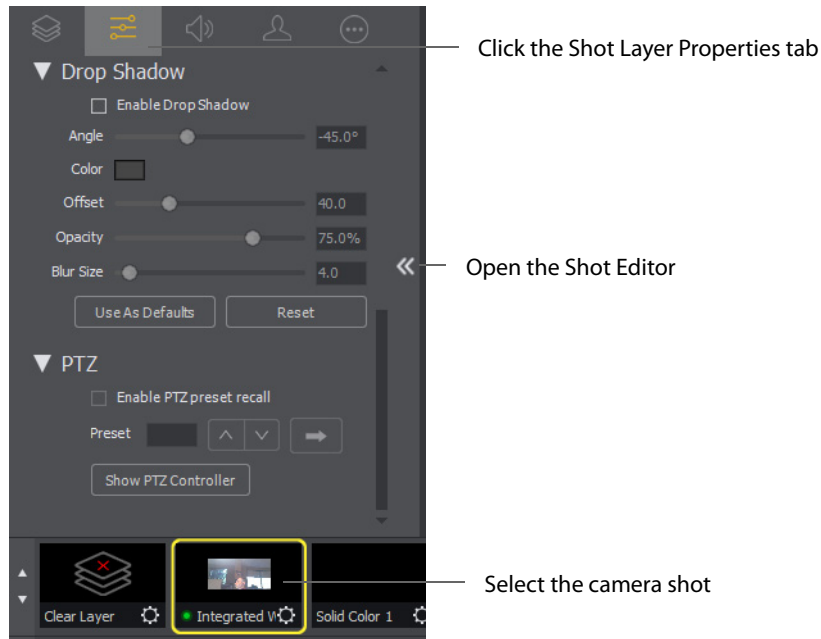 Click the Shot Layer Properties tab
Drop Shadow
Enable Drop Shadow
Angle -45.0°
Color
Offset 40.0
Opacity 75.0%
Blur Size 4.0
Open the Shot Editor
Use As Defaults Reset
PTZ
Enable PTZ preset recall
Preset
Show PTZ Controller
Select the camera shot
Clear Layer Integrated W Solid Color 1